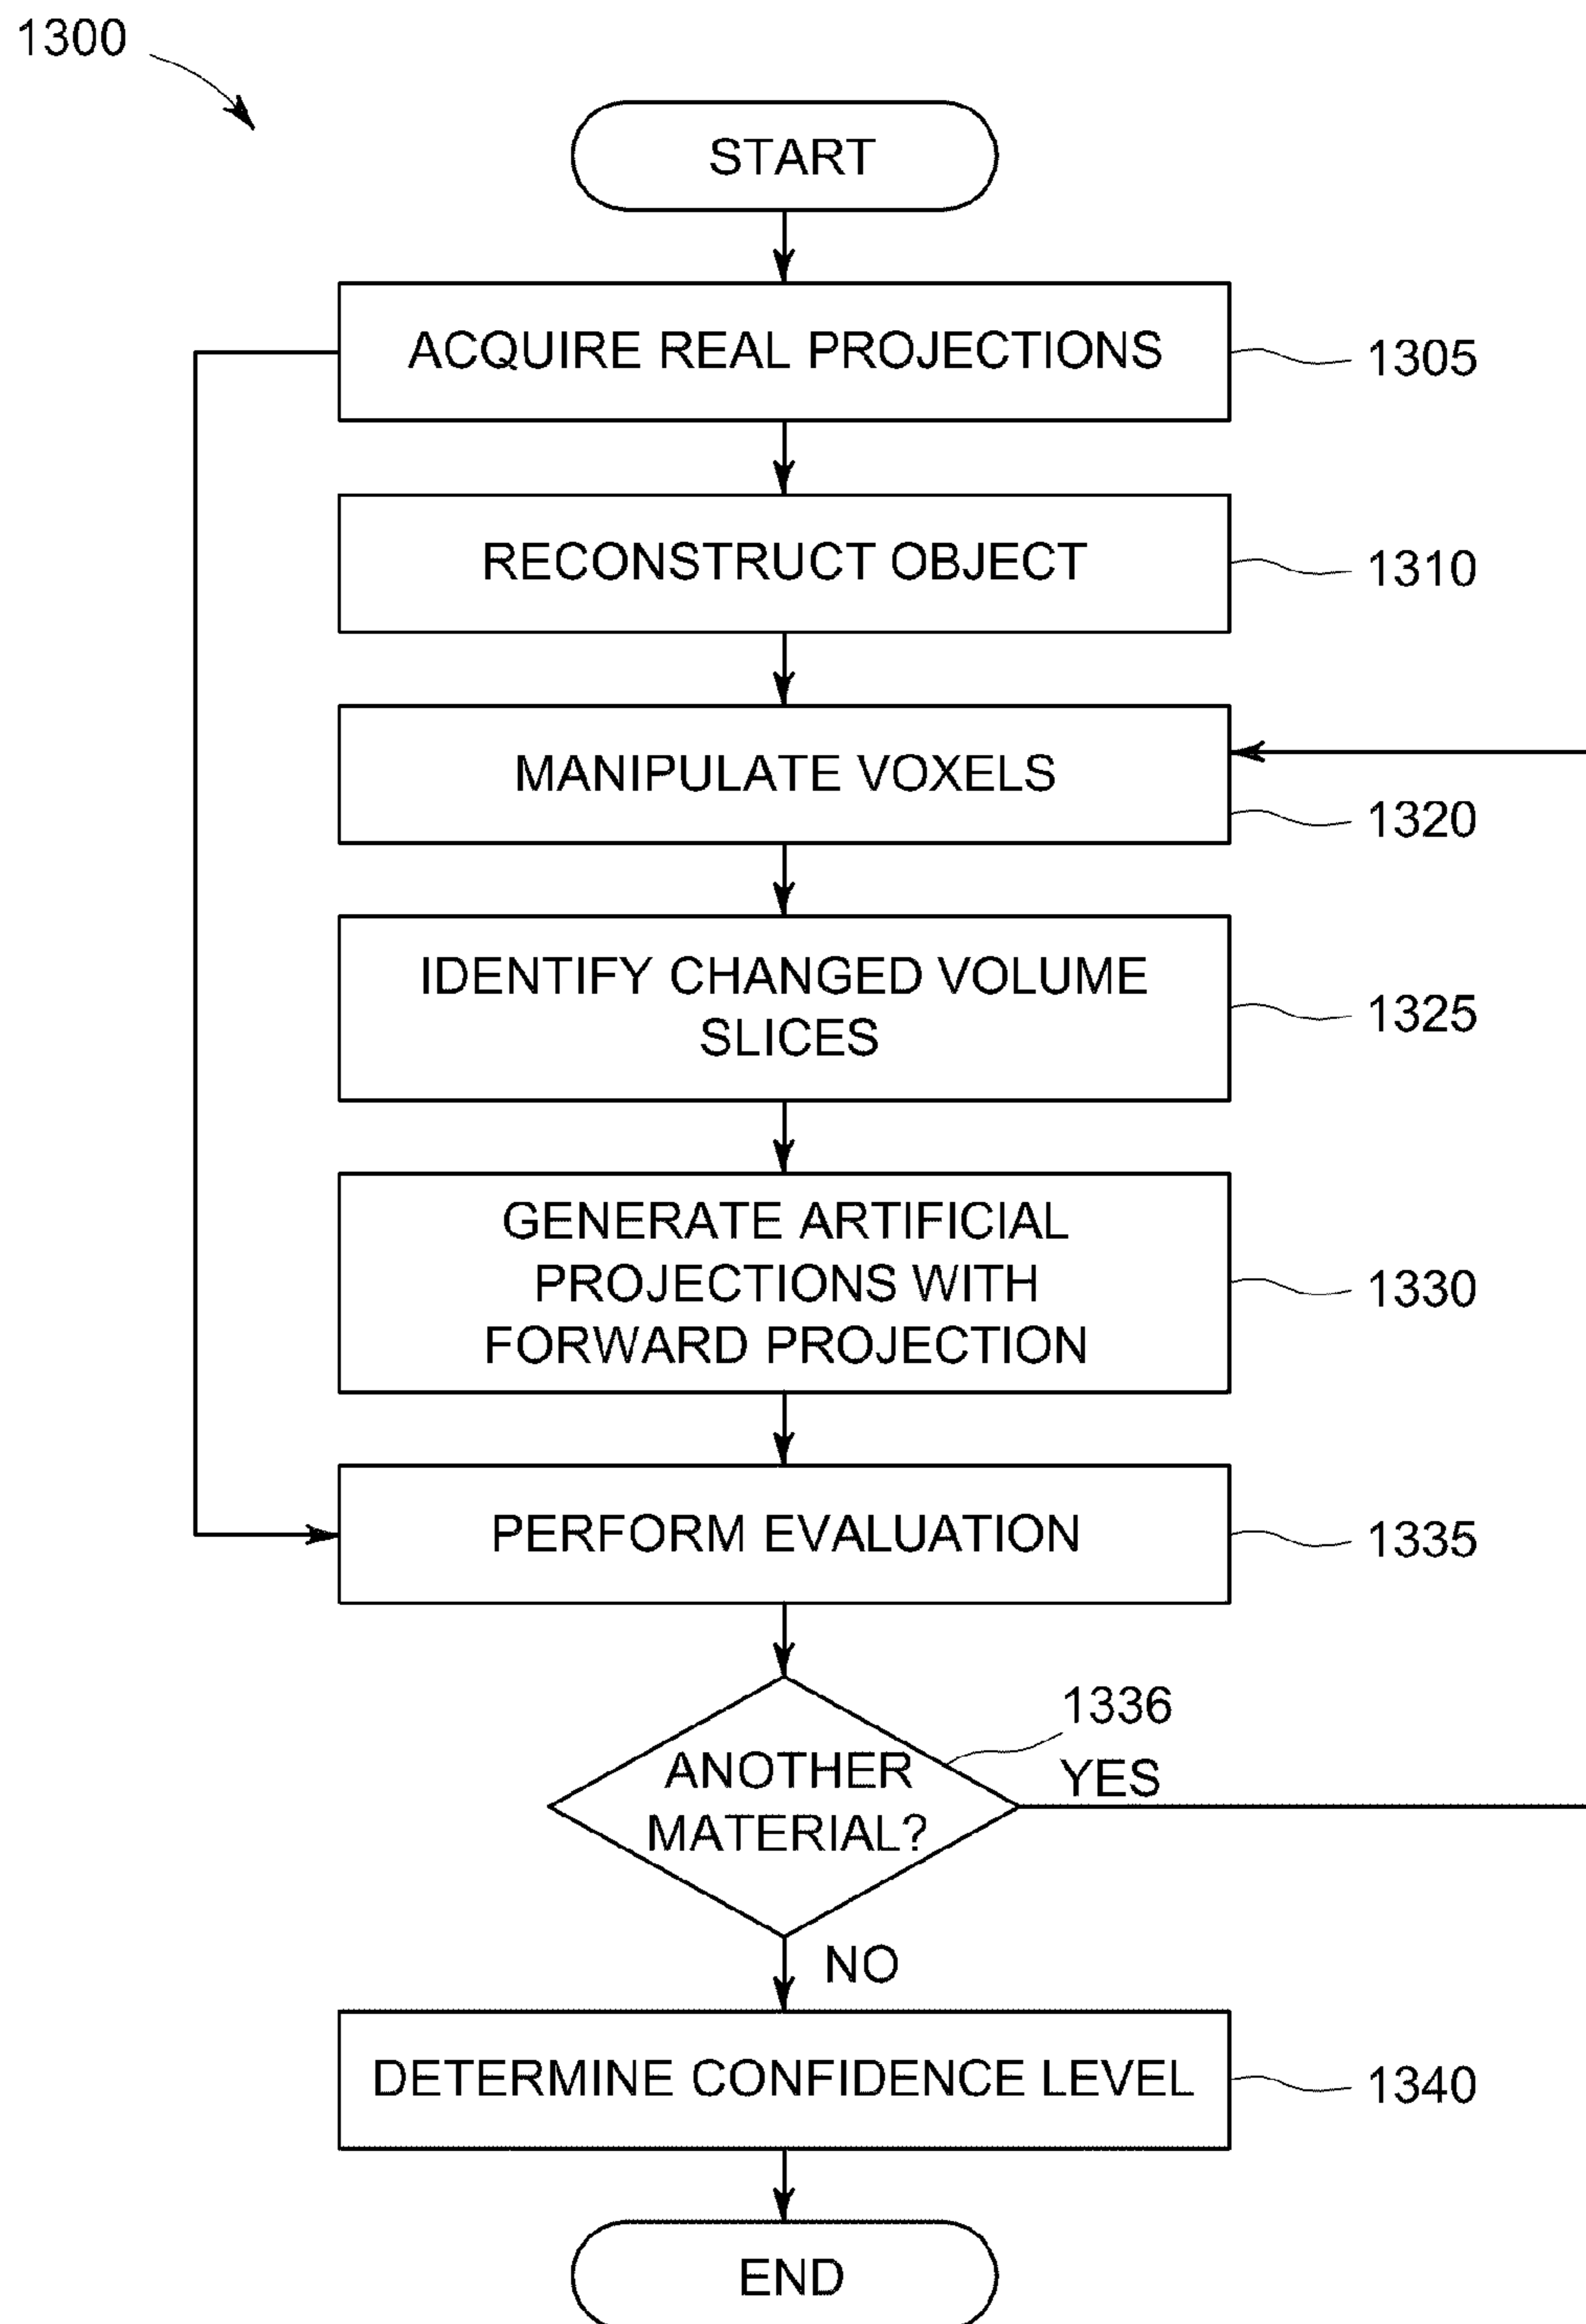 1300
START
ACQUIRE REAL PROJECTIONS
1305
RECONSTRUCT OBJECT
1310
MANIPULATE VOXELS
1320
IDENTIFY CHANGED VOLUME
SLICES
1325
GENERATE ARTIFICIAL
PROJECTIONS WITH
FORWARD PROJECTION
1330
PERFORM EVALUATION
1335
1336
ANOTHER
MATERIAL?
YES
NO
DETERMINE CONFIDENCE LEVEL
1340
END